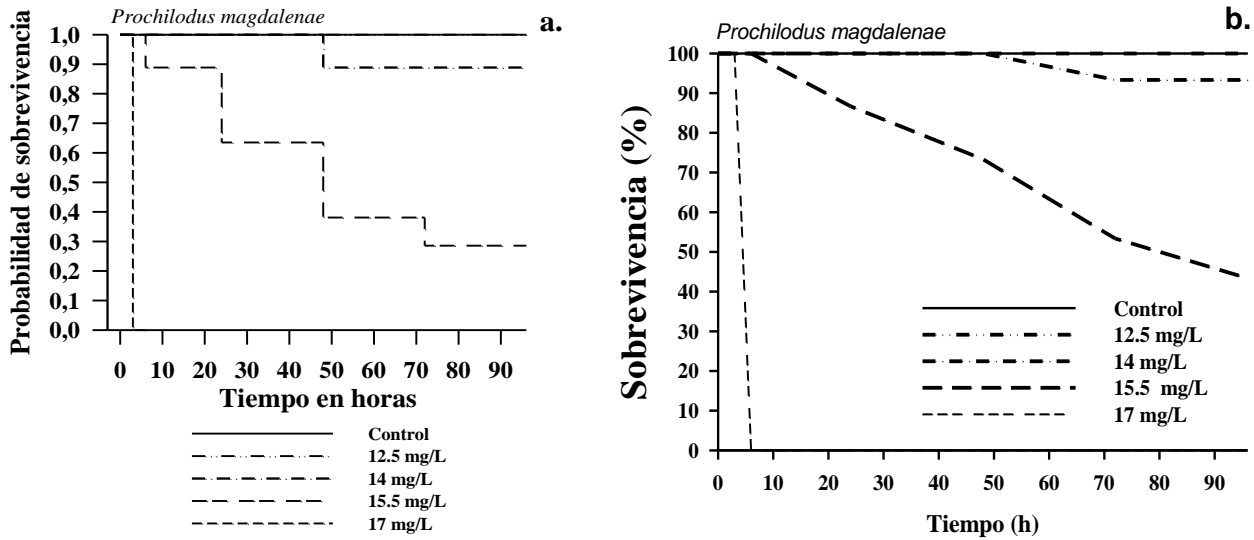 Prochilodus magdalenae
a.
Probabilidad de sobrevivencia
1,0
0,9
0,8
0,7
0,6
0,5
0,4
0,3
0,2
0,1
0,0
0 10 20 30 40 50 60 70 80 90
Tiempo en horas
Control
12.5 mg/L
14 mg/L
15.5 mg/L
17 mg/L
b.
Prochilodus magdalenae
Sobrevivencia (%)
100
90
80
70
60
50
40
30
20
10
0
Control
12.5 mg/L
14 mg/L
15.5 mg/L
17 mg/L
0 10 20 30 40 50 60 70 80 90
Tiempo (h)